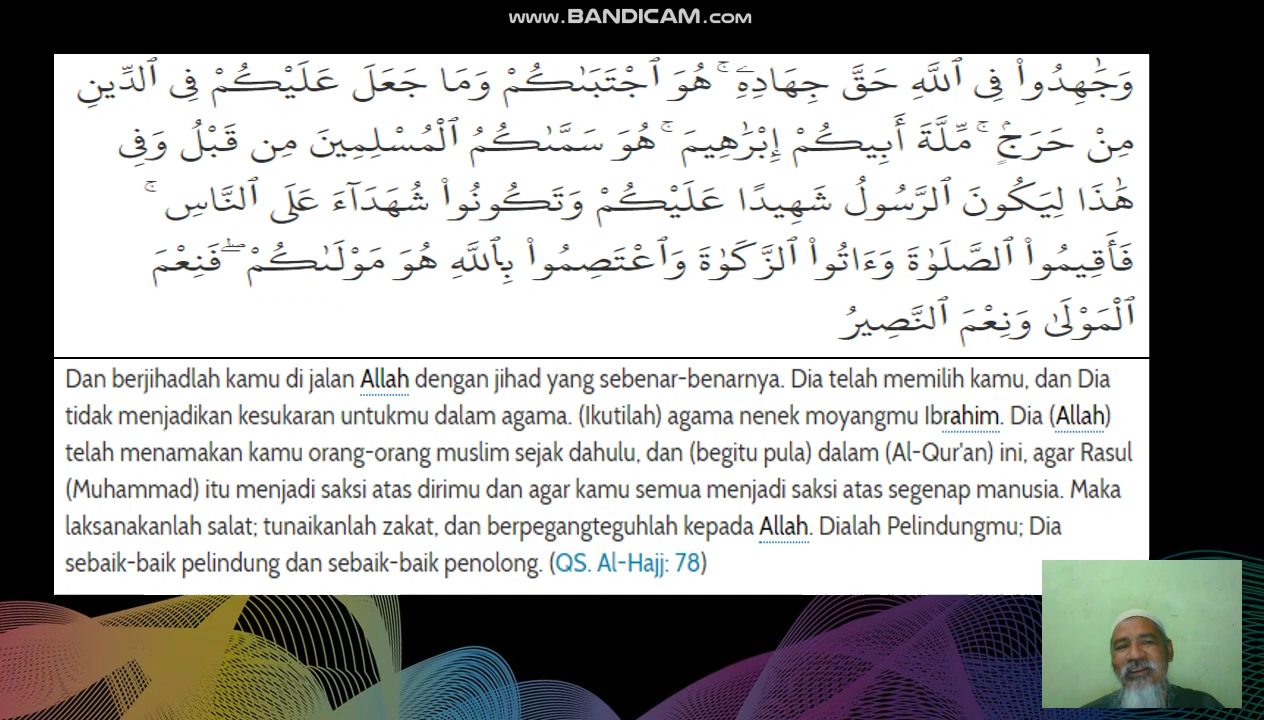 WWW.BANDICAM.COM
وَجَٰهِدُوا۟ فِى ٱللَّهِ حَقَّ جِهَادِهِۦ ۚ هُوَ ٱجْتَبَىٰكُمْ وَمَا جَعَلَ عَلَيْكُمْ فِى ٱلدِّينِ
مِنْ حَرَجٍ ۚ مِّلَّةَ أَبِيكُمْ إِبْرَٰهِيمَ ۚ هُوَ سَمَّىٰكُمُ ٱلْمُسْلِمِينَ مِن قَبْلُ وَفِى
هَٰذَا لِيَكُونَ ٱلرَّسُولُ شَهِيدًا عَلَيْكُمْ وَتَكُونُوا۟ شُهَدَآءَ عَلَى ٱلنَّاسِ ۚ
فَأَقِيمُوا۟ ٱلصَّلَوٰةَ وَءَاتُوا۟ ٱلزَّكَوٰةَ وَٱعْتَصِمُوا۟ بِٱللَّهِ هُوَ مَوْلَىٰكُمْ ۖ فَنِعْمَ
ٱلْمَوْلَىٰ وَنِعْمَ ٱلنَّصِيرُ
Dan berjihadlah kamu di jalan Allah dengan jihad yang sebenar-benarnya. Dia telah memilih kamu, dan Dia
tidak menjadikan kesukaran untukmu dalam agama. (Ikutilah) agama nenek moyangmu Ibrahim. Dia (Allah)
telah menamakan kamu orang-orang muslim sejak dahulu, dan (begitu pula) dalam (Al-Qur'an) ini, agar Rasul
(Muhammad) itu menjadi saksi atas dirimu dan agar kamu semua menjadi saksi atas segenap manusia. Maka
laksanakanlah salat; tunaikanlah zakat, dan berpegangteguhlah kepada Allah. Dialah Pelindungmu; Dia
sebaik-baik pelindung dan sebaik-baik penolong. (QS. Al-Hajj: 78)